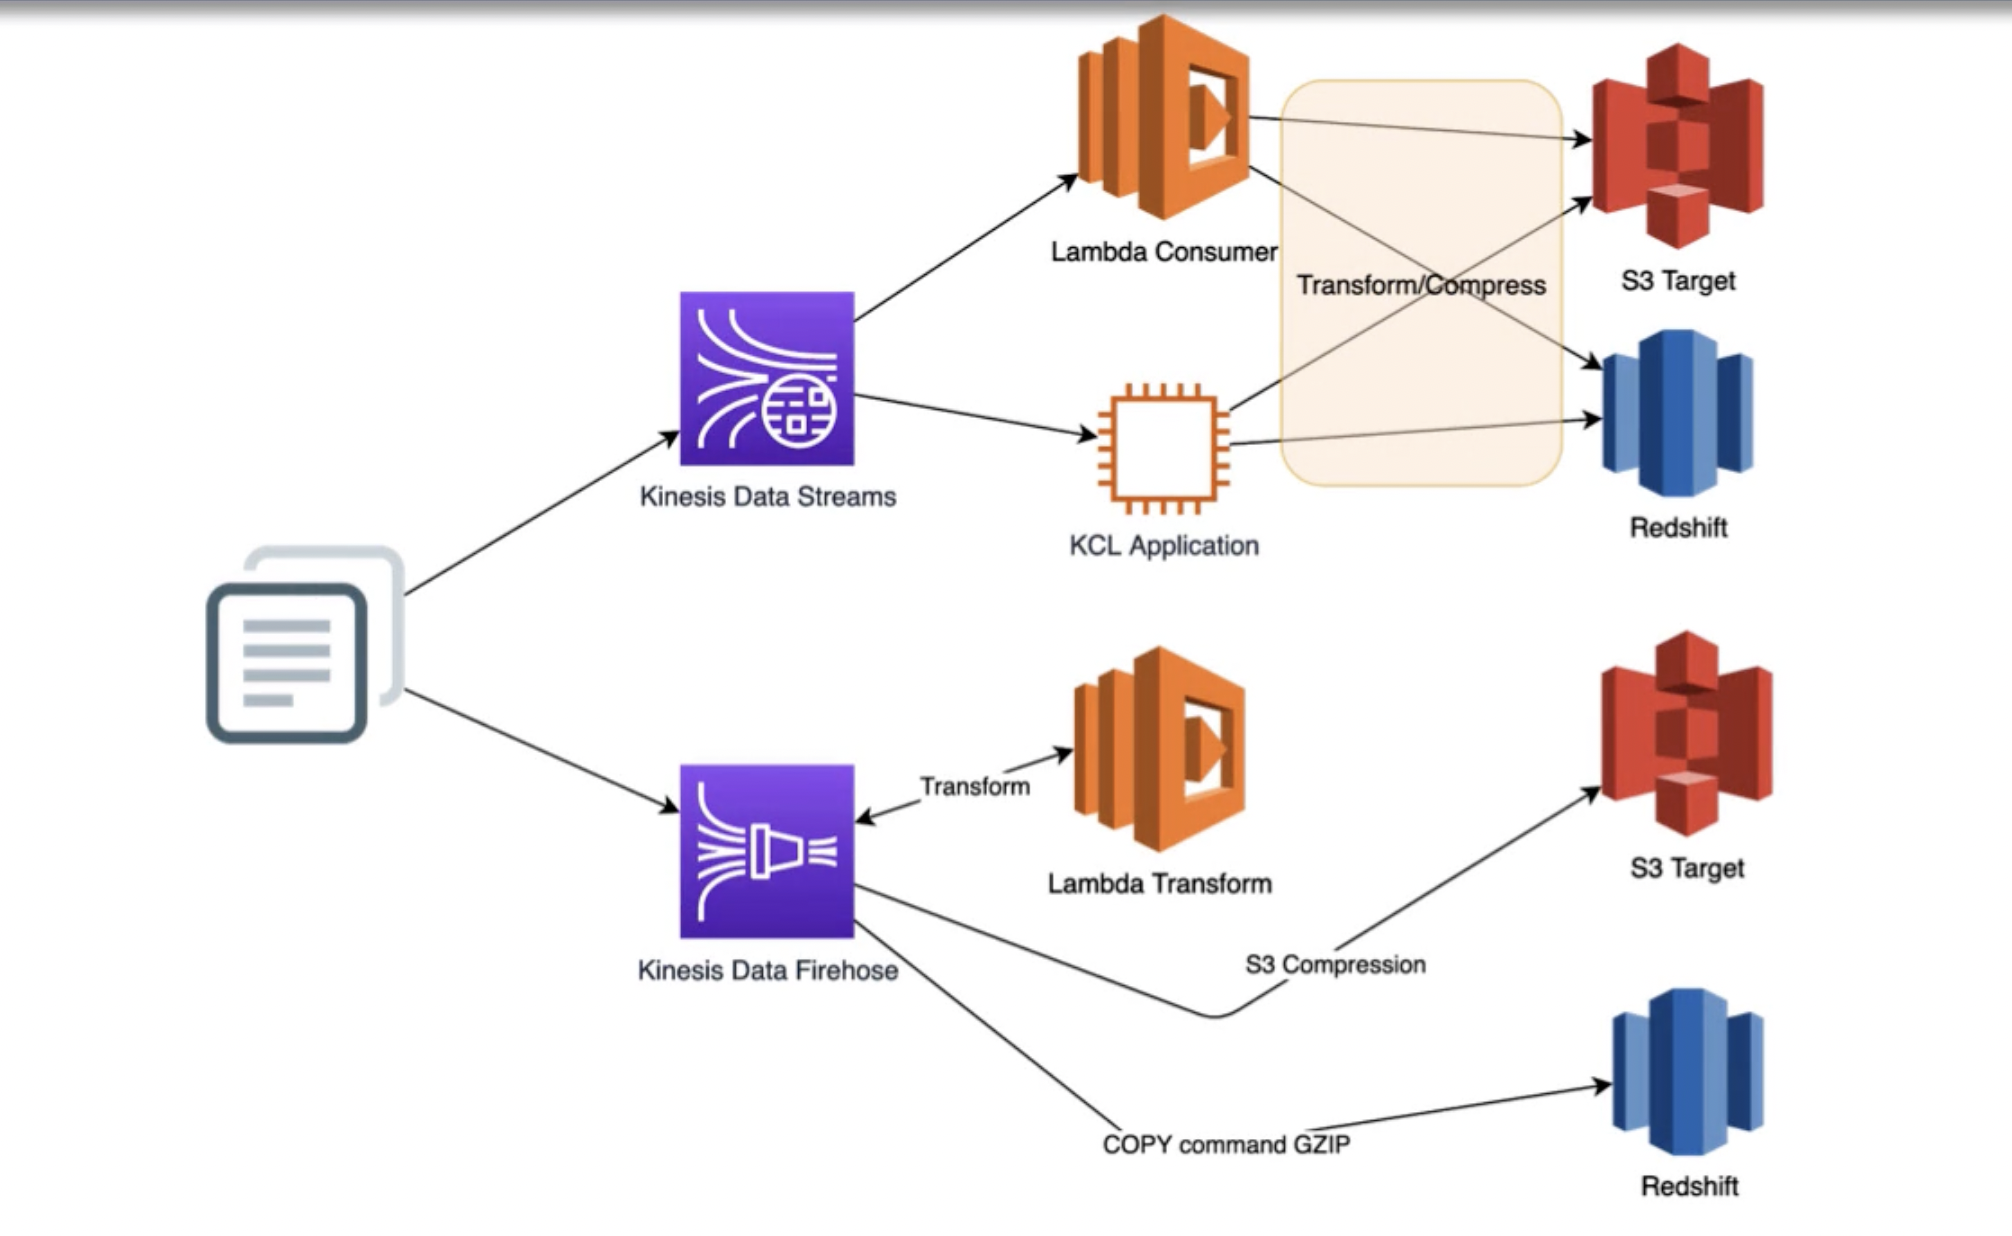 Lambda Consumer
Transform/Compress
S3 Target
Kinesis Data Streams
KCL Application
Redshift
Transform
Lambda Transform
S3 Target
Kinesis Data Firehose
S3 Compression
COPY command GZIP
Redshift